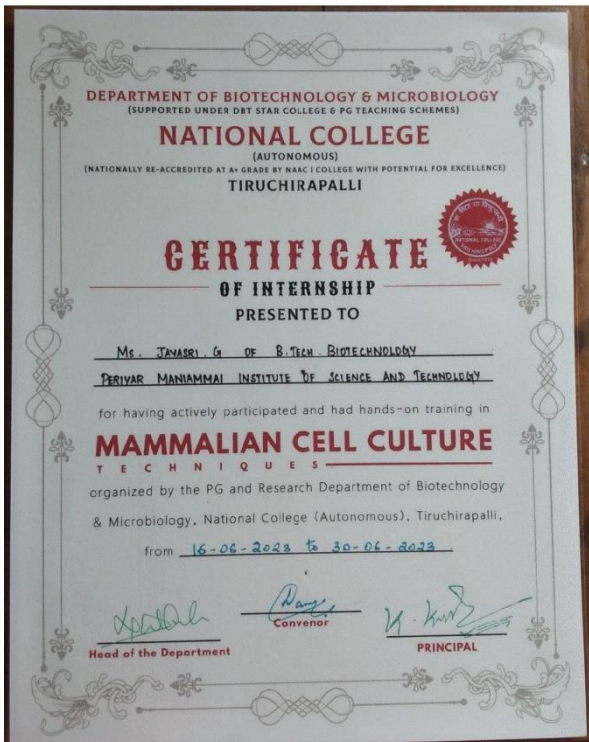 DEPARTMENT OF BIOTECHNOLOGY & MICROBIOLOGY
(SUPPORTED UNDER DBT STAR COLLEGE & PG TEACHING SCHEMES)
NATIONAL COLLEGE
(AUTONOMOUS)
(NATIONALLY RE-ACCREDITED AT A+ GRADE BY NAAC | COLLEGE WITH POTENTIAL FOR EXCELLENCE)
TIRUCHIRAPALLI
NATIONAL COLLEGE
CERTIFICATE
OF INTERNSHIP
PRESENTED TO
Ms. JAYASRI. G OF B.TECH. BIOTECHNOLOGY
PERIYAR MANIAMMAI INSTITUTE OF SCIENCE AND TECHNOLOGY
for having actively participated and had hands-on training in
MAMMALIAN CELL CULTURE
TECHNIQUES
organized by the PG and Research Department of Biotechnology
& Microbiology, National College (Autonomous), Tiruchirapalli,
from 16-06-2023 to 30-06-2023
Head of the Department
Convenor
PRINCIPAL